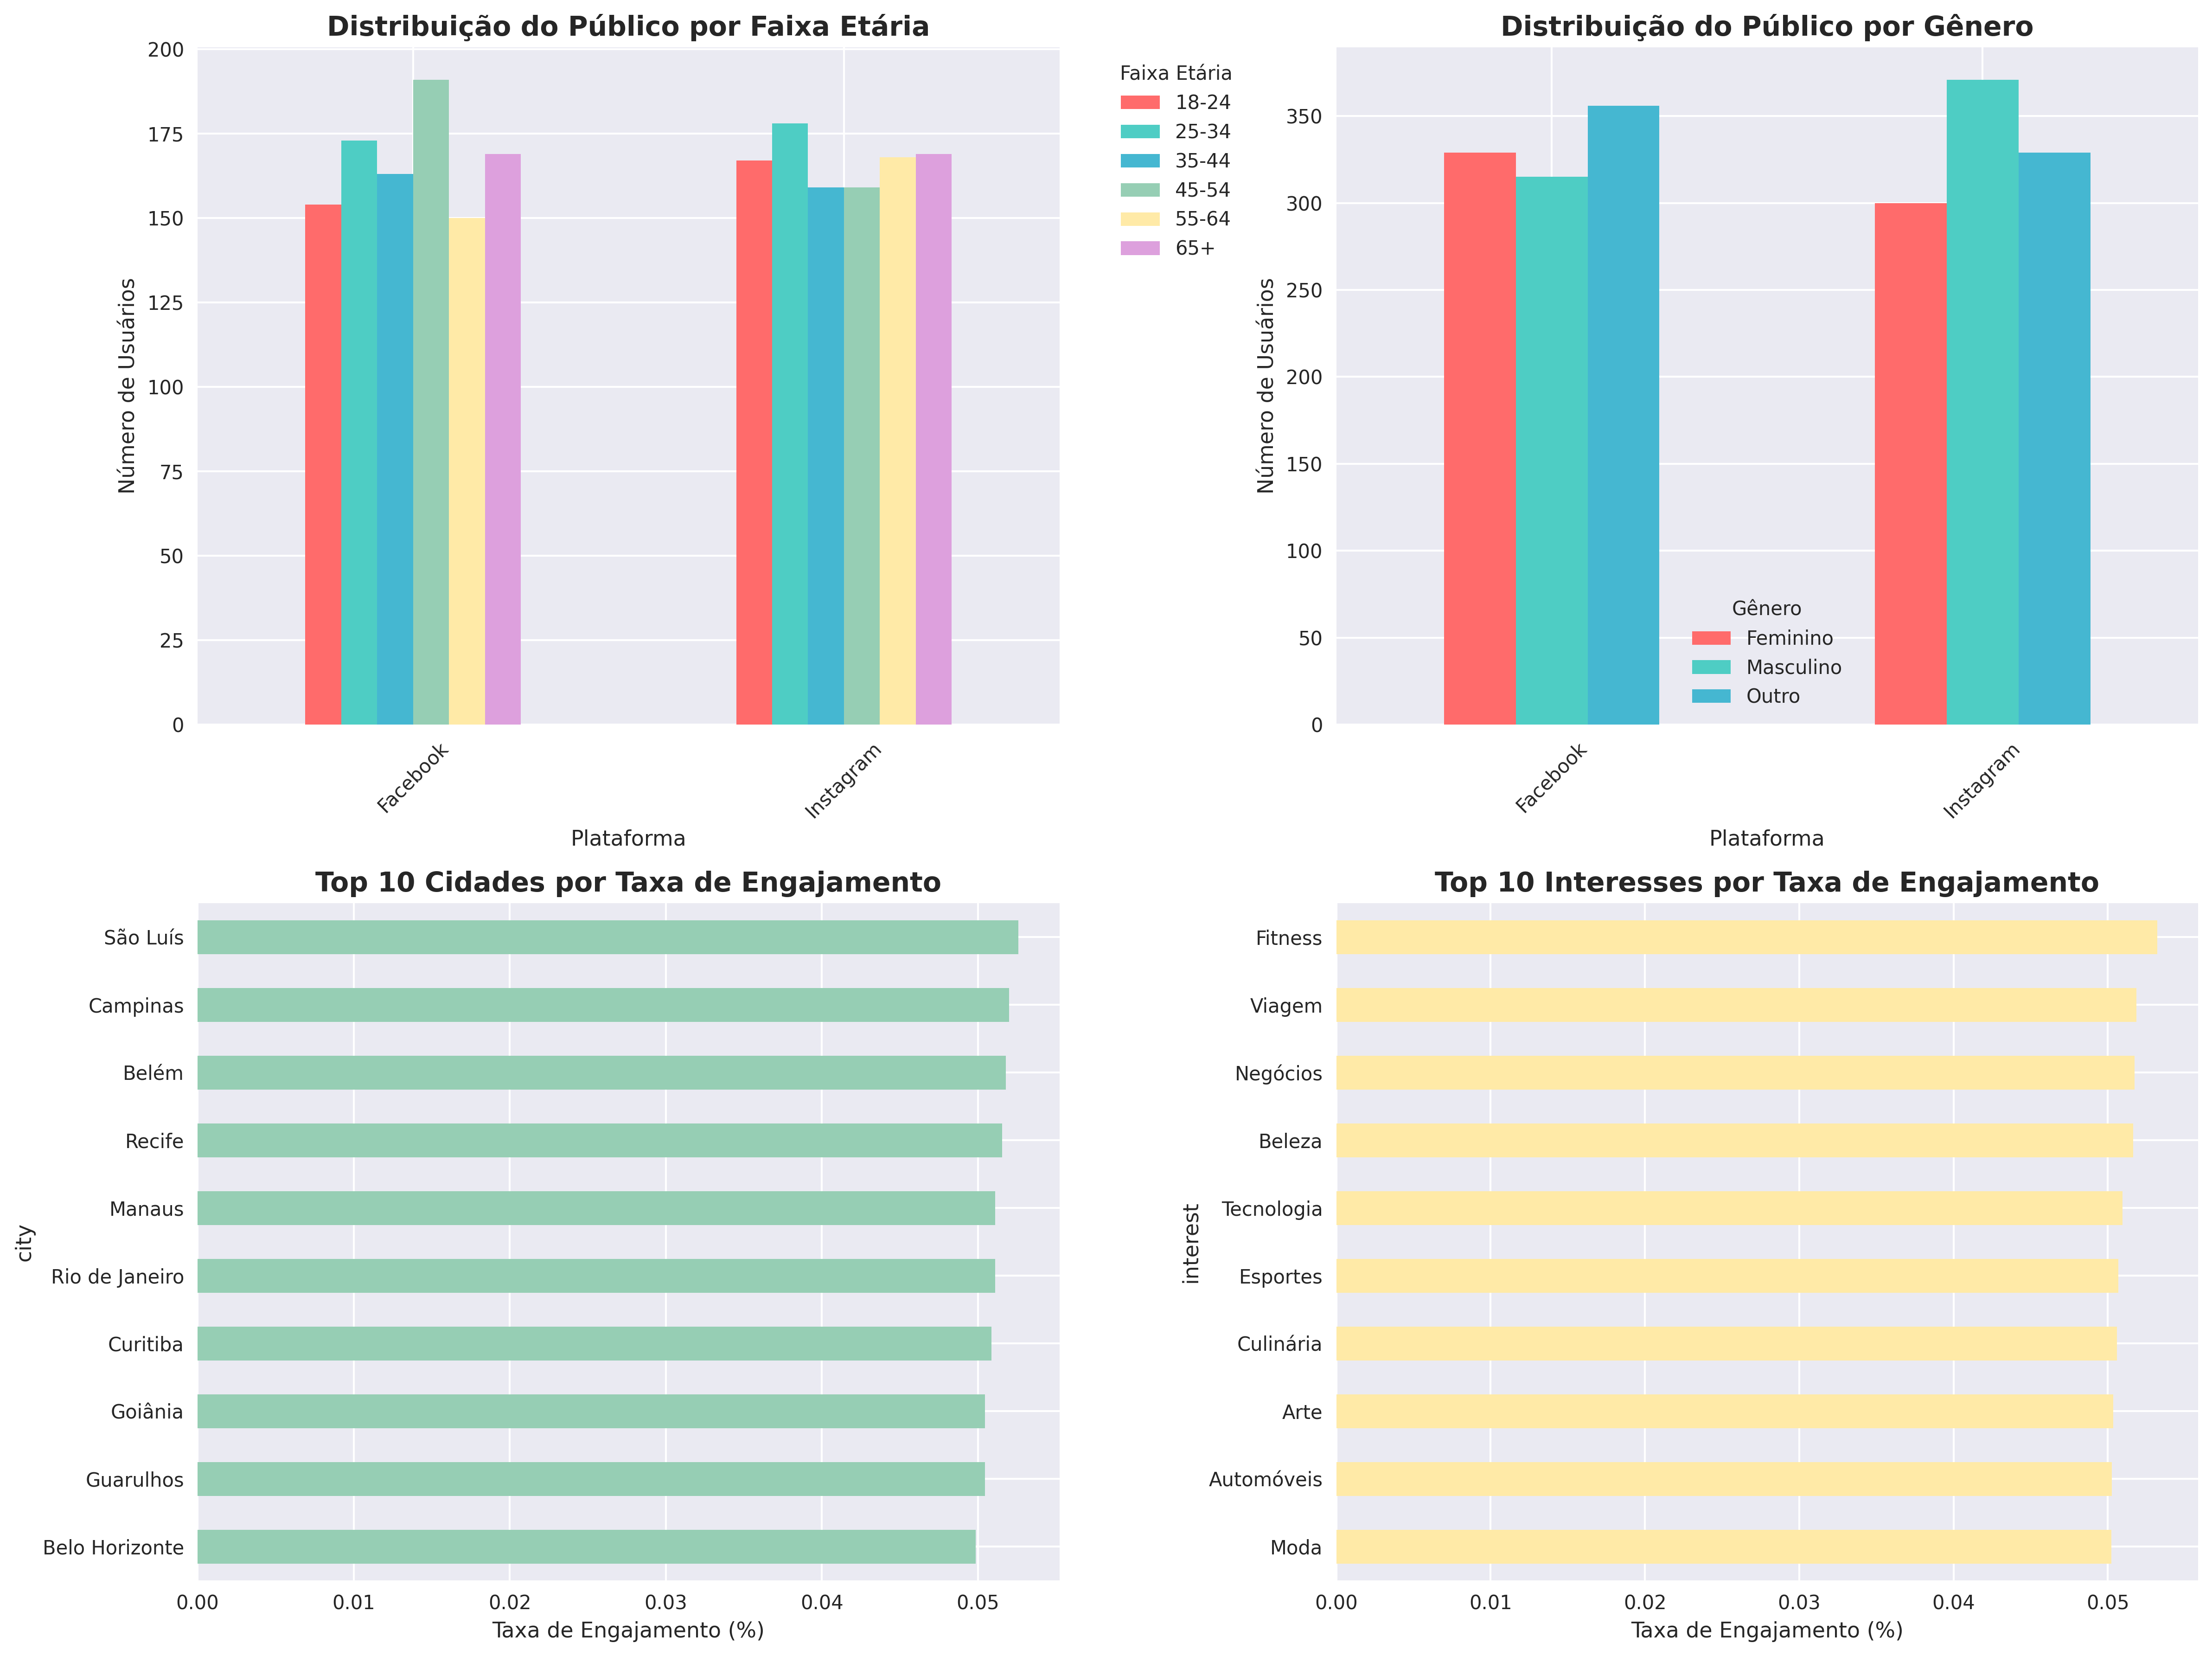 Distribuição do Público por Faixa Etária
200
175
150
125
100
75
50
25
0
Número de Usuários
Facebook
Instagram
Plataforma
Faixa Etária
18-24
25-34
35-44
45-54
55-64
65+
Distribuição do Público por Gênero
350
300
250
200
150
100
50
0
Número de Usuários
Gênero
Feminino
Masculino
Outro
Facebook
Instagram
Plataforma
Top 10 Cidades por Taxa de Engajamento
city
São Luís
Campinas
Belém
Recife
Manaus
Rio de Janeiro
Curitiba
Goiânia
Guarulhos
Belo Horizonte
0.00 0.01 0.02 0.03 0.04 0.05
Taxa de Engajamento (%)
Top 10 Interesses por Taxa de Engajamento
interest
Fitness
Viagem
Negócios
Beleza
Tecnologia
Esportes
Culinária
Arte
Automóveis
Moda
0.00 0.01 0.02 0.03 0.04 0.05
Taxa de Engajamento (%)